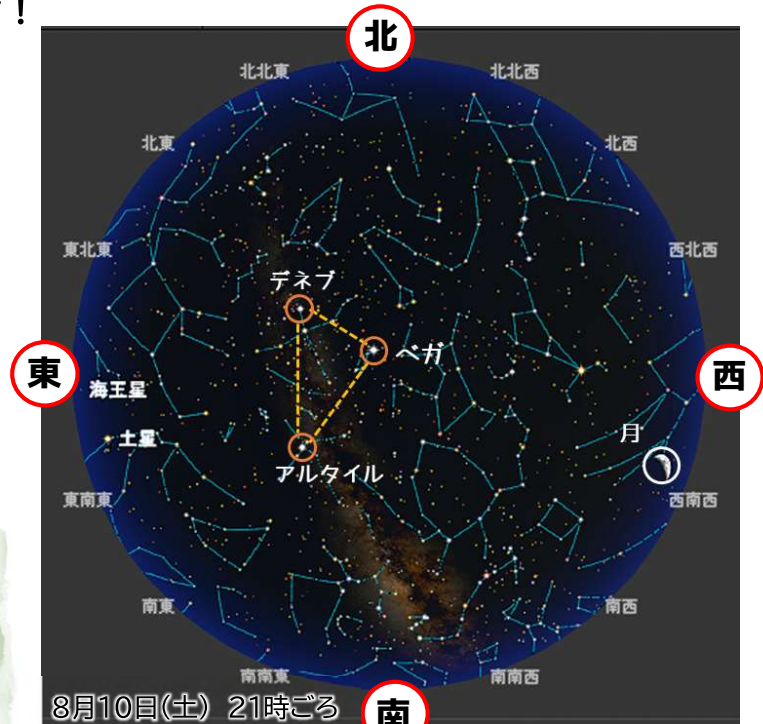 ！
北
北北東
北北西
北東
北西
東北東
西北西
デネブ
ベガ
東
西
海王星
土星
月
アルタイル
東南東
西南西
南東
南西
南南東
南南西
8月10日(土) 21時ごろ
南